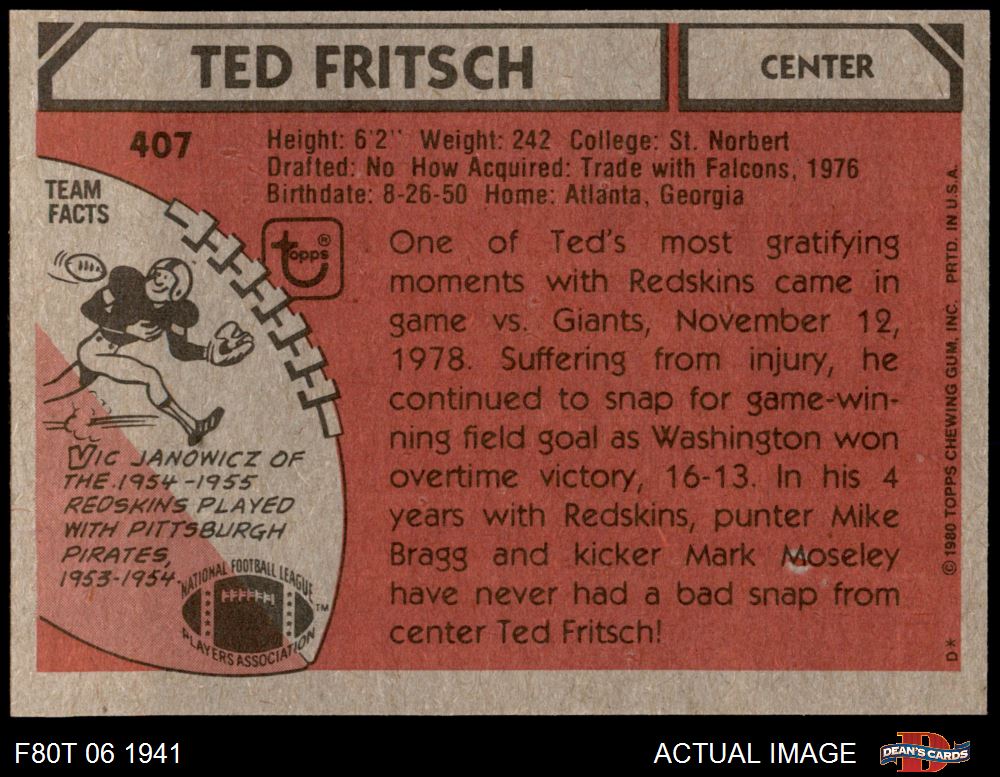 TED FRITSCH
CENTER
407
Height: 6'2" Weight: 242 College: St. Norbert
Drafted: No How Acquired: Trade with Falcons, 1976
Birthdate: 8-26-50 Home: Atlanta, Georgia
TEAM
FACTS
topps®
One of Ted's most gratifying
moments with Redskins came in
game vs. Giants, November 12,
1978. Suffering from injury, he
continued to snap for game-win-
ning field goal as Washington won
overtime victory, 16-13. In his 4
years with Redskins, punter Mike
Bragg and kicker Mark Moseley
have never had a bad snap from
center Ted Fritsch!
VIC JANOWICZ OF
THE 1954-1955
REDSKINS PLAYED
WITH PITTSBURGH
PIRATES,
1953-1954.
NATIONAL FOOTBALL LEAGUE
PLAYERS ASSOCIATION
TM
©1980 TOPPS CHEWING GUM, INC. PRTD. IN U.S.A.
D*
F80T 06 1941
ACTUAL IMAGE
D
DEAN'S CARDS